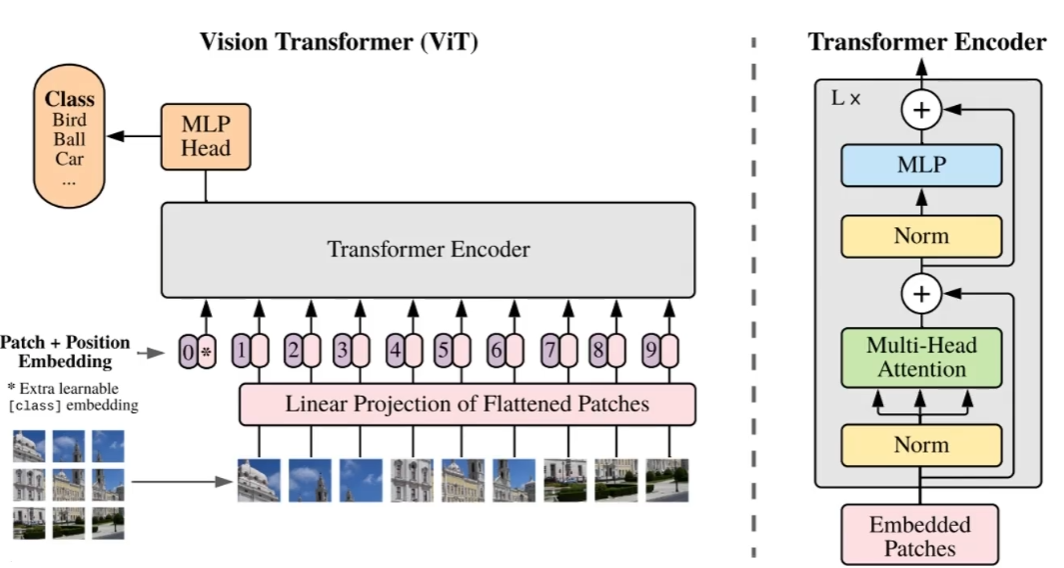 Vision Transformer (ViT)
Class
Bird
Ball
Car
...
MLP
Head
Transformer Encoder
Patch + Position
Embedding
0 * 1 2 3 4 5 6 7 8 9
* Extra learnable
[class] embedding
Linear Projection of Flattened Patches
Transformer Encoder
L x
+
MLP
Norm
+
Multi-Head
Attention
Norm
Embedded
Patches